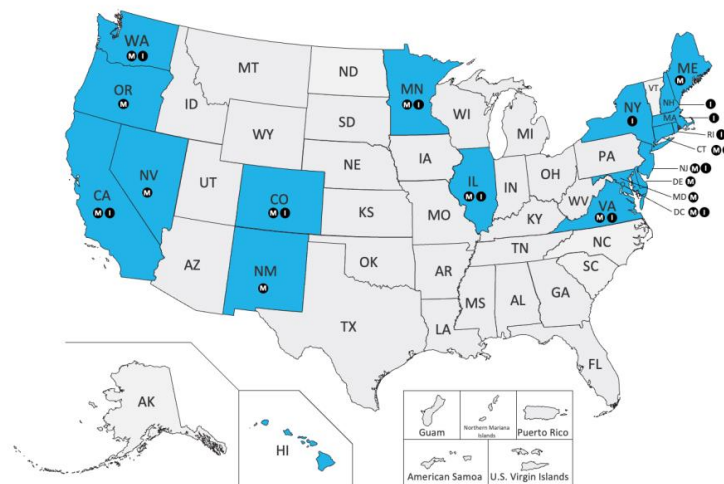 WA
M I
OR
M
CA
M I
NV
M
ID
MT
WY
UT
AZ
CO
M I
NM
M
ND
SD
NE
KS
OK
TX
MN
M I
IA
MO
AR
LA
WI
IL
M I
MI
IN
OH
KY
TN
MS
AL
GA
FL
SC
NC
WV
VA
M I
PA
NY
I
VT
ME
M
NH I
MA I
RI I
CT M I
NJ M I
DE M
MD M
DC M I
AK
HI
Guam
Northern Mariana
Islands
Puerto Rico
American Samoa
U.S. Virgin Islands